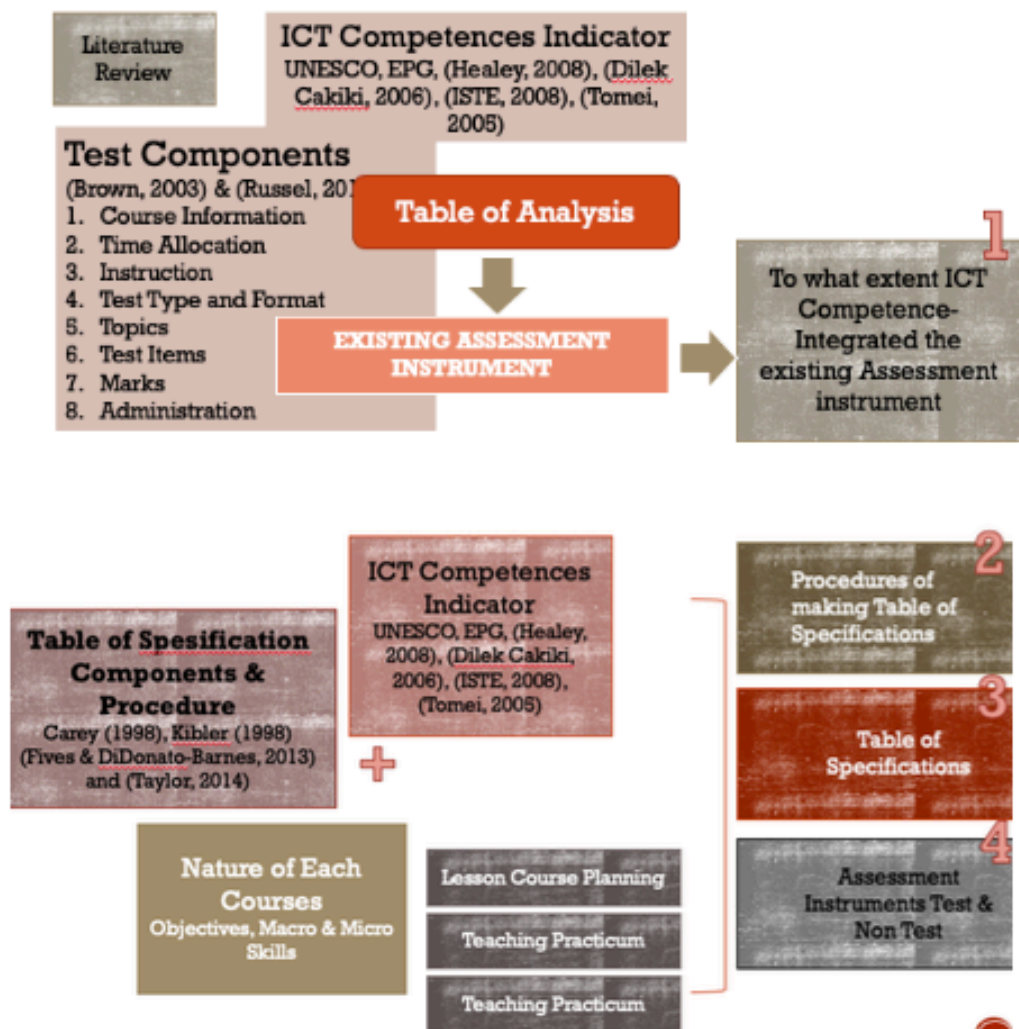 Literature
Review
ICT Competences Indicator
UNESCO, EPG, (Healey, 2008), (Dilek
Cakiki, 2006), (ISTE, 2008), (Tomei,
2005)
Test Components
(Brown, 2003) & (Russel, 201
1. Course Information
2. Time Allocation
3. Instruction
4. Test Type and Format
5. Topics
6. Test Items
7. Marks
8. Administration
Table of Analysis
EXISTING ASSESSMENT
INSTRUMENT
1
To what extent ICT
Competence-
Integrated the
existing Assessment
instrument
ICT Competences
Indicator
UNESCO, EPG, (Healey,
2008), (Dilek Cakiki,
2006), (ISTE, 2008),
(Tomei, 2005)
Table of Spesification
Components &
Procedure
Carey (1998), Kibler (1998)
(Fives & DiDonato-Barnes, 2013)
and (Taylor, 2014)
+
Nature of Each
Courses
Objectives, Macro & Micro
Skills
Lesson Course Planning
Teaching Practicum
Teaching Practicum
2
Procedures of
making Table of
Specifications
3
Table of
Specifications
4
Assessment
Instruments Test &
Non Test